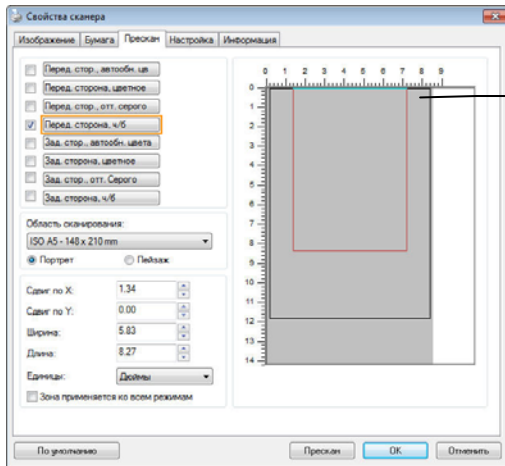 Свойства сканера
Изображение Бумага Прескан Настройка Информация
Перед. стор., автообн. цв
Перед. сторона, цветное
Перед. стор., отт. серого
Перед. сторона, ч/б
Зад. стор., автообн. цвета
Зад. сторона, цветное
Зад. стор., отт. Серого
Зад. сторона, ч/б
Область сканирования:
ISO A5 - 148 x 210 mm
Портрет Пейзаж
Сдвиг по X: 1.34
Сдвиг по Y: 0.00
Ширина: 5.83
Длина: 8.27
Единицы: Дюймы
Зона применяется ко всем режимам
0 1 2 3 4 5 6 7 8 9
0
1
2
3
4
5
6
7
8
9
10
11
12
13
14
По умолчанию Прескан OK Отменить